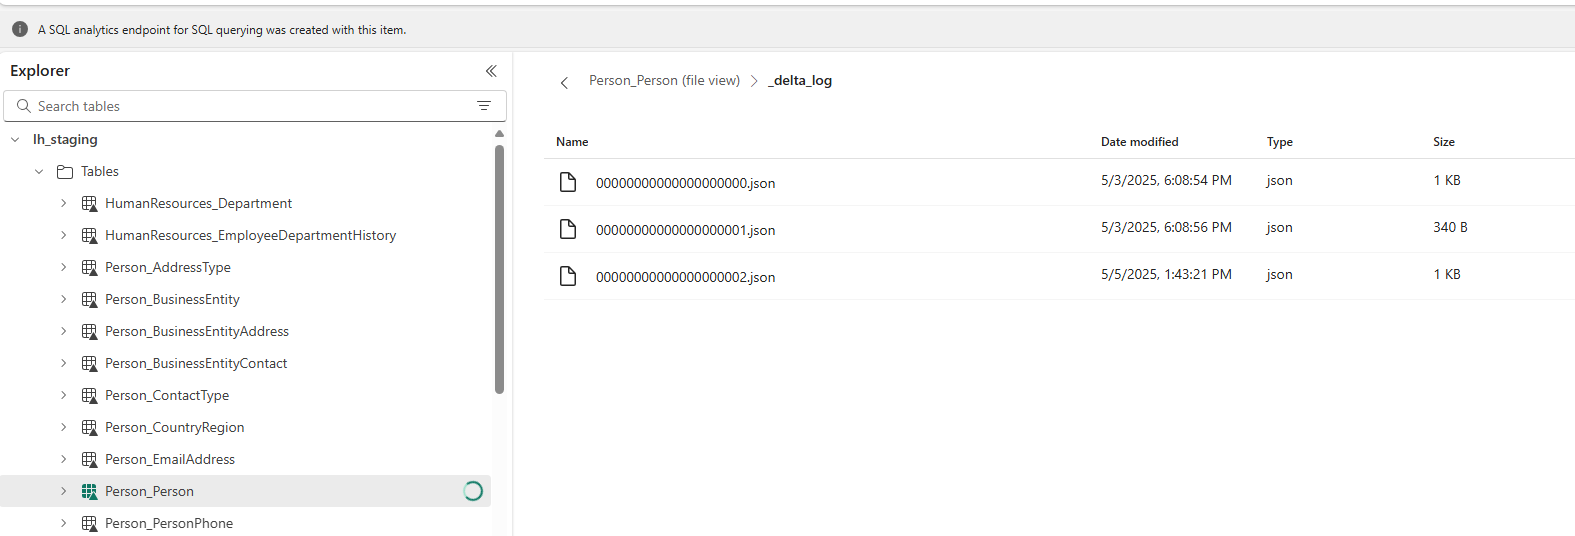 A SQL analytics endpoint for SQL querying was created with this item.
Explorer
Search tables
lh_staging
Tables
HumanResources_Department
HumanResources_EmployeeDepartmentHistory
Person_AddressType
Person_BusinessEntity
Person_BusinessEntityAddress
Person_BusinessEntityContact
Person_ContactType
Person_CountryRegion
Person_EmailAddress
Person_Person
Person_PersonPhone
Person_Person (file view) > _delta_log
Name Date modified Type Size
00000000000000000000.json 5/3/2025, 6:08:54 PM json 1 KB
00000000000000000001.json 5/3/2025, 6:08:56 PM json 340 B
00000000000000000002.json 5/5/2025, 1:43:21 PM json 1 KB